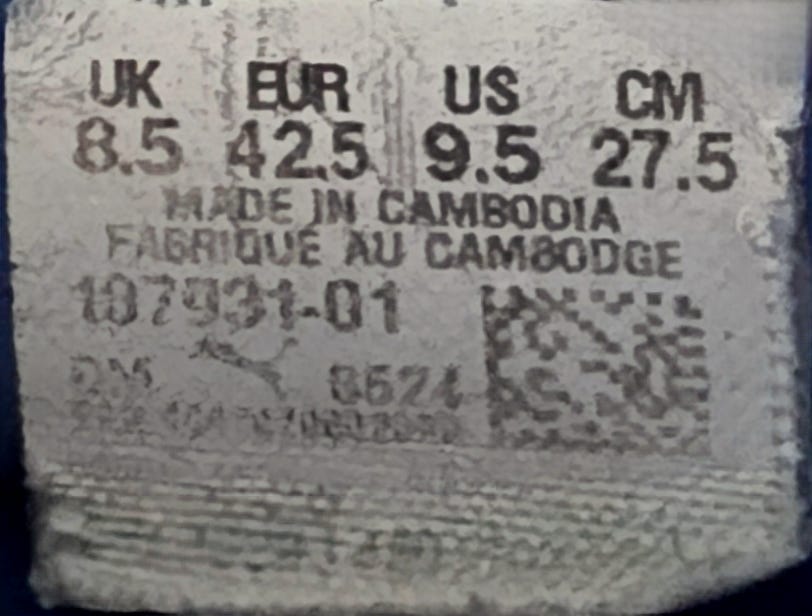 UK EUR US CM
8.5 42.5 9.5 27.5
MADE IN CAMBODIA
FABRIQUE AU CAMBODGE
107931-01